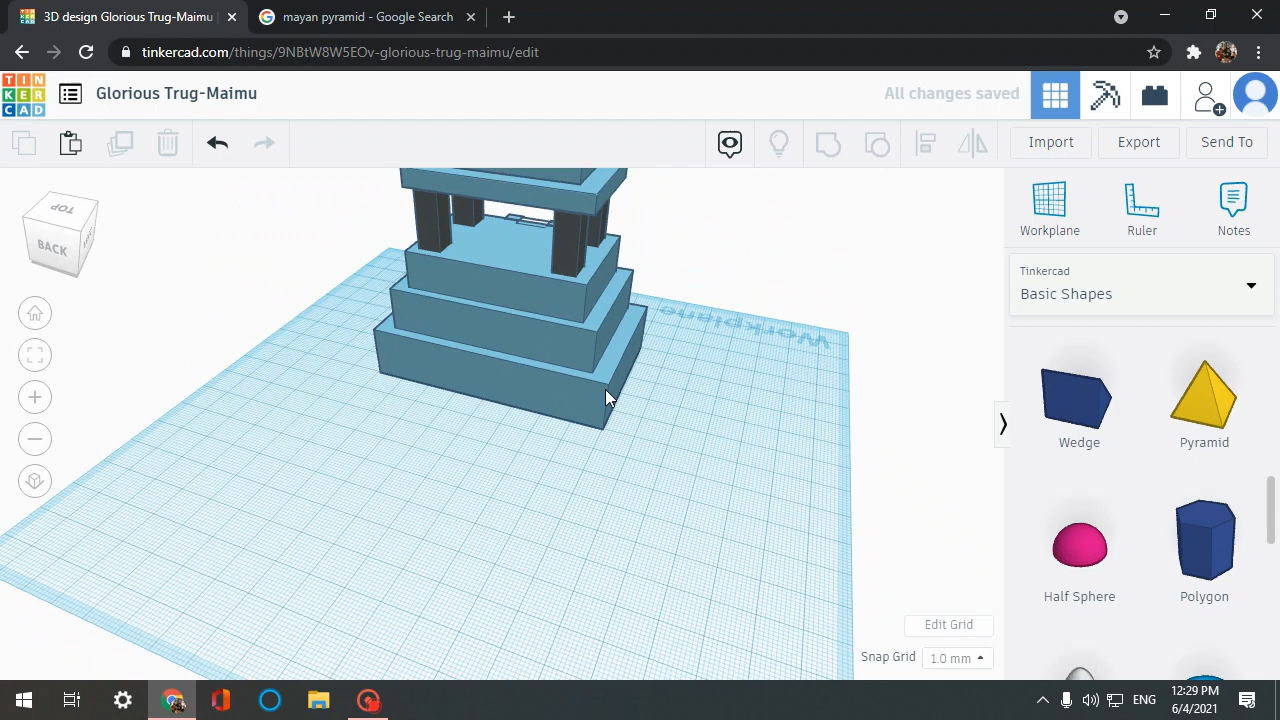 3D design Glorious Trug-Maimu
mayan pyramid - Google Search
tinkercad.com/things/9NBtW8W5EOv-glorious-trug-maimu/edit
TIN
KER
CAD
Glorious Trug-Maimu
All changes saved
Import
Export
Send To
TOP
BACK
Workplane
Ruler
Notes
Tinkercad
Basic Shapes
Workplane
Wedge
Pyramid
Half Sphere
Polygon
Edit Grid
Snap Grid
1.0 mm
ENG
12:29 PM
6/4/2021